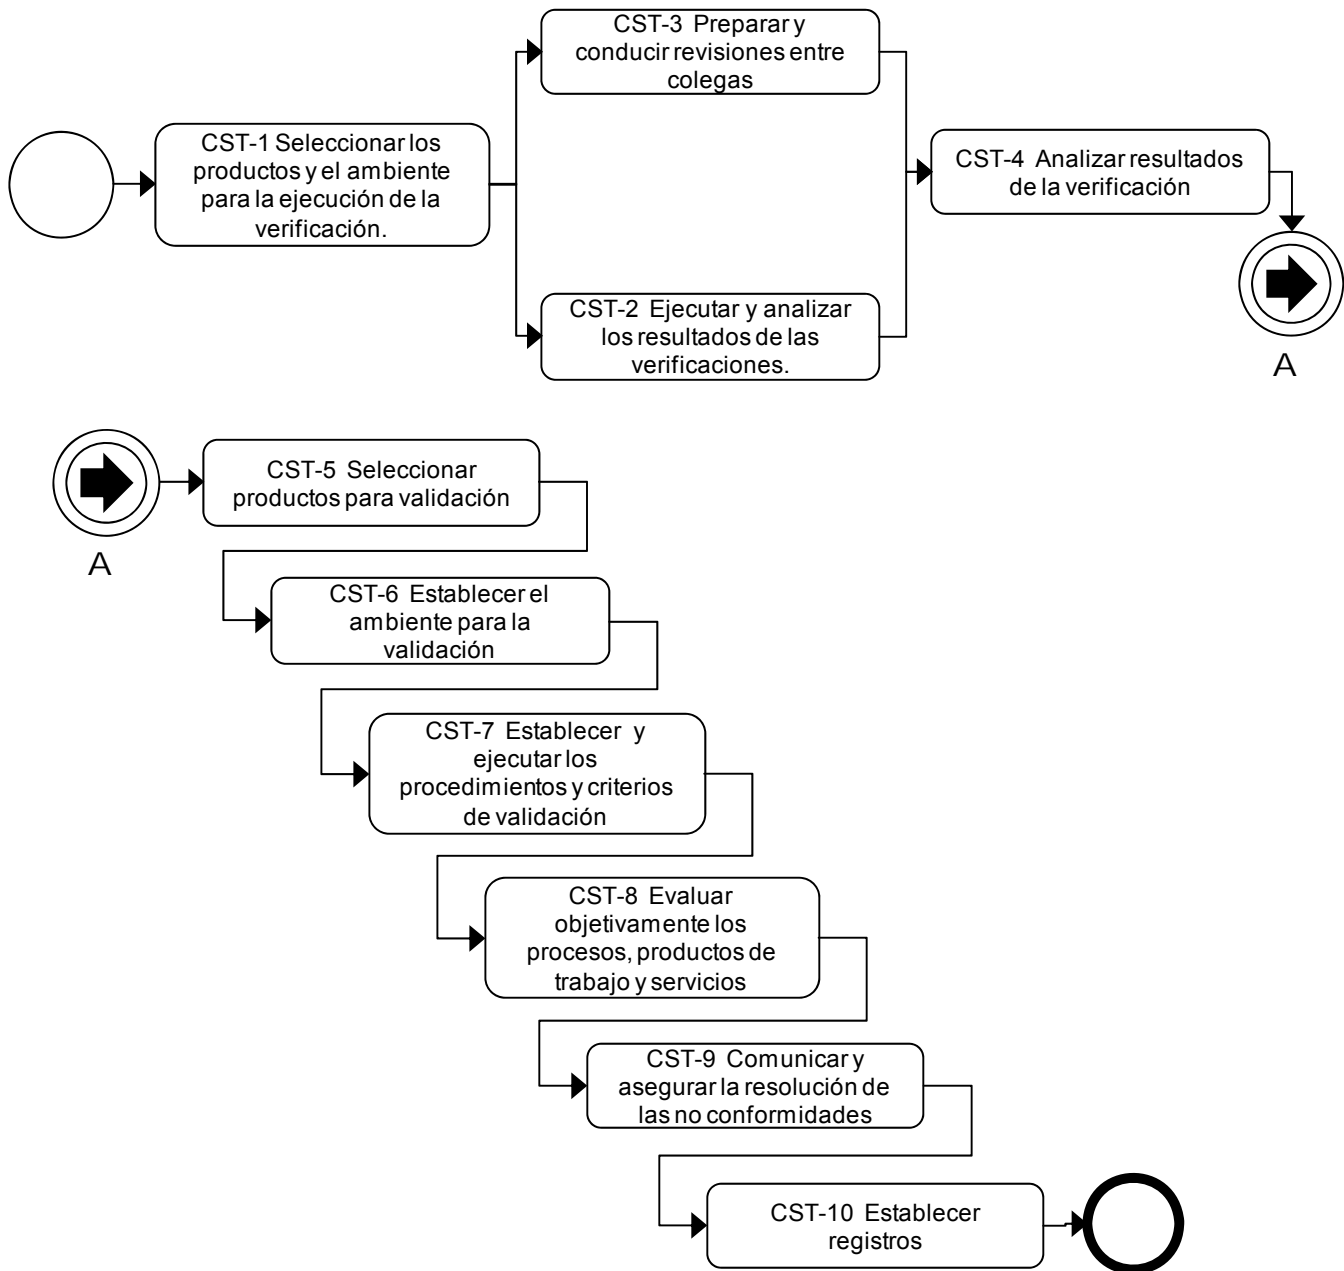 CST-3 Preparar y
conducir revisiones entre
colegas
CST-1 Seleccionar los
productos y el ambiente
para la ejecución de la
verificación.
CST-4 Analizar resultados
de la verificación
CST-2 Ejecutar y analizar
los resultados de las
verificaciones.
A
CST-5 Seleccionar
productos para validación
A
CST-6 Establecer el
ambiente para la
validación
CST-7 Establecer y
ejecutar los
procedimientos y criterios
de validación
CST-8 Evaluar
objetivamente los
procesos, productos de
trabajo y servicios
CST-9 Comunicar y
asegurar la resolución de
las no conformidades
CST-10 Establecer
registros